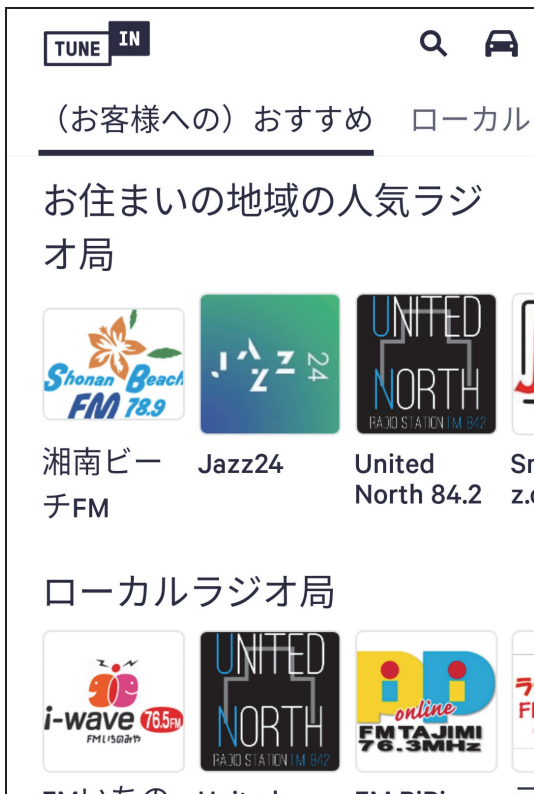 TUNE IN
（お客様への）おすすめ ローカル
お住まいの地域の人気ラジ
オ局
Shonan Beach
FM 78.9
JAZZ 24
UNITED
NORTH
RADIO STATION FM 842
湘南ビー
チFM
Jazz24
United
North 84.2
ローカルラジオ局
i-wave 76.5FM
FMいちのみや
UNITED
NORTH
RADIO STATION FM 842
PiPi
online
FM TAJIMI
76.3MHz